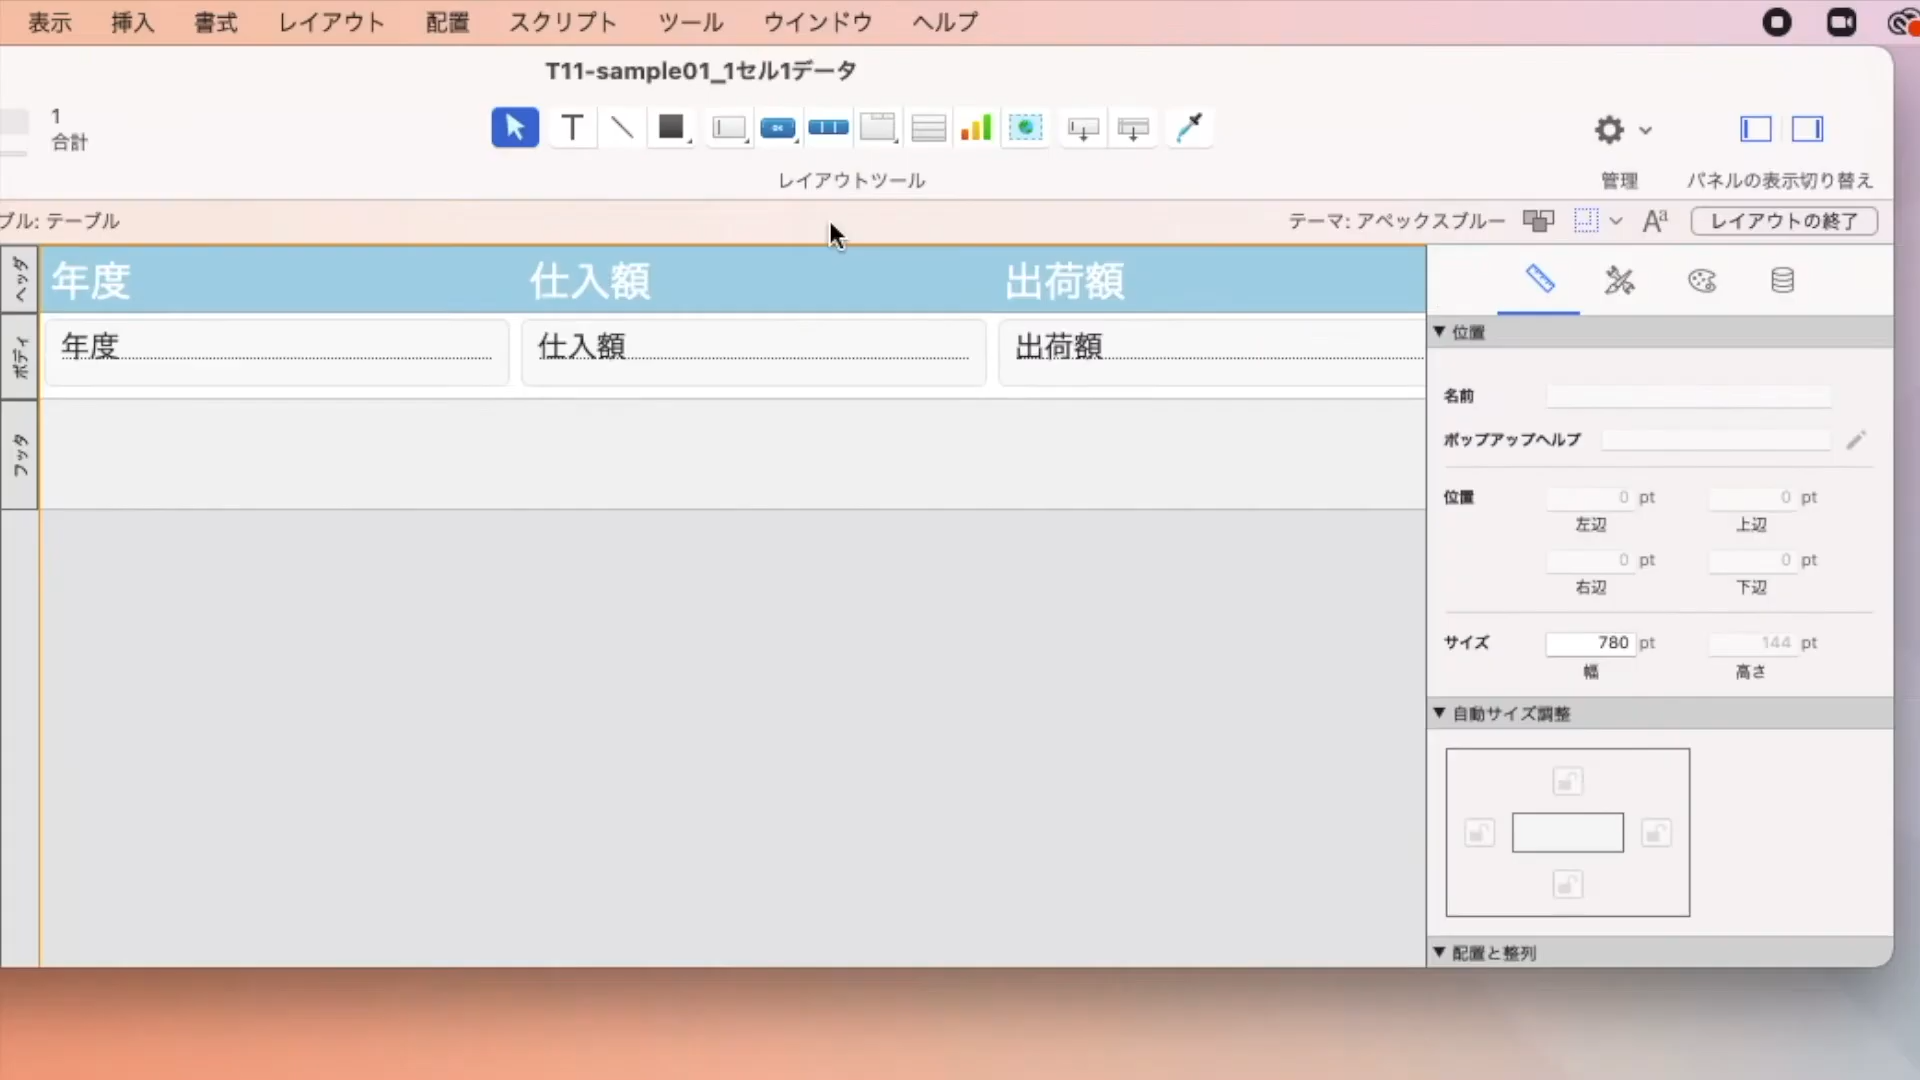 表示 挿入 書式 レイアウト 配置 スクリプト ツール ウインドウ ヘルプ
T11-sample01_1セル1データ
1
合計
レイアウトツール
管理
パネルの表示切り替え
ブル: テーブル
テーマ: アペックスブルー
レイアウトの終了
ヘッダ
年度 仕入額 出荷額
ボディ
年度 仕入額 出荷額
フッタ
位置
名前
ポップアップヘルプ
位置 0 pt 0 pt
左辺 上辺
0 pt 0 pt
右辺 下辺
サイズ 780 pt 144 pt
幅 高さ
自動サイズ調整
配置と整列